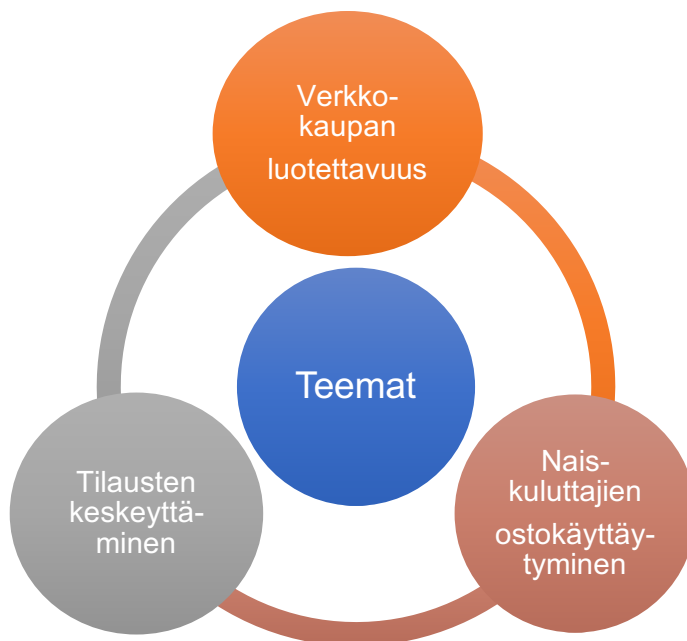 Verkko-
kaupan
luotettavuus
Teemat
Tilausten
keskeyttä-
minen
Nais-
kuluttajien
ostokäyttäy-
tyminen